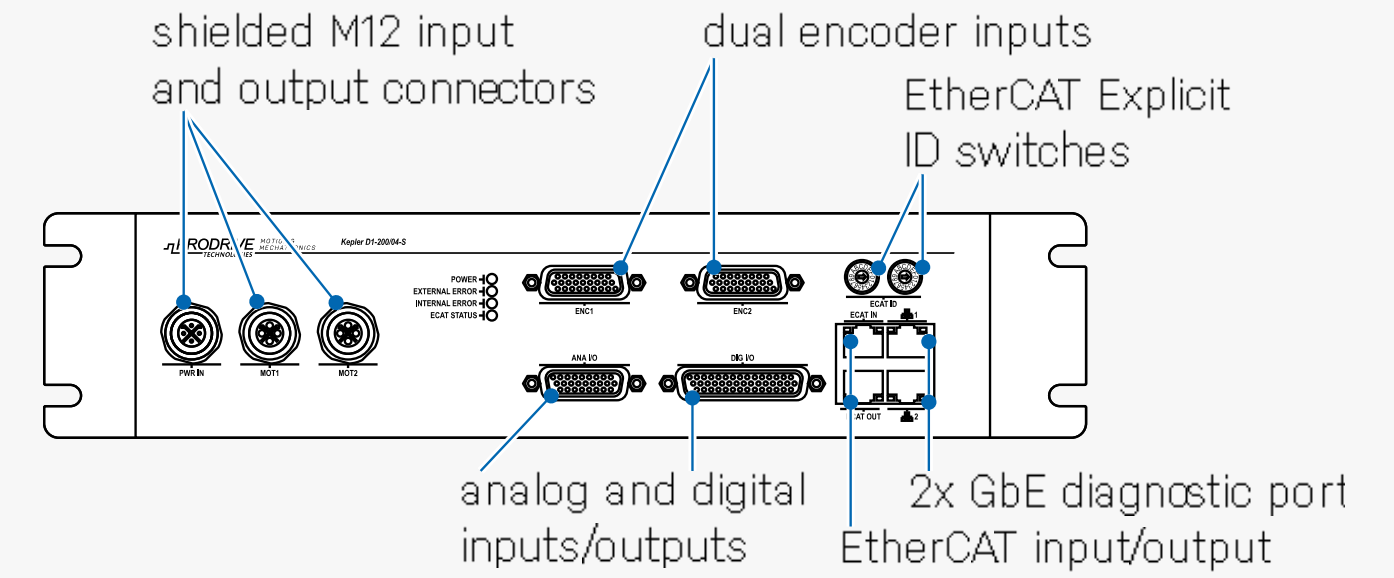 shielded M12 input
and output connectors
dual encoder inputs
EtherCAT Explicit
ID switches
PRODRIVE
TECHNOLOGIES
MOTION &
MECHATRONICS
Kepler D1-200/04-S
POWER
EXTERNAL ERROR
INTERNAL ERROR
ECAT STATUS
ENC1
ENC2
ECAT ID
ECAT IN
1
PWR IN
MOT1
MOT2
ANA I/O
DIG I/O
ECAT OUT
2
analog and digital
inputs/outputs
2x GbE diagnostic port
EtherCAT input/output